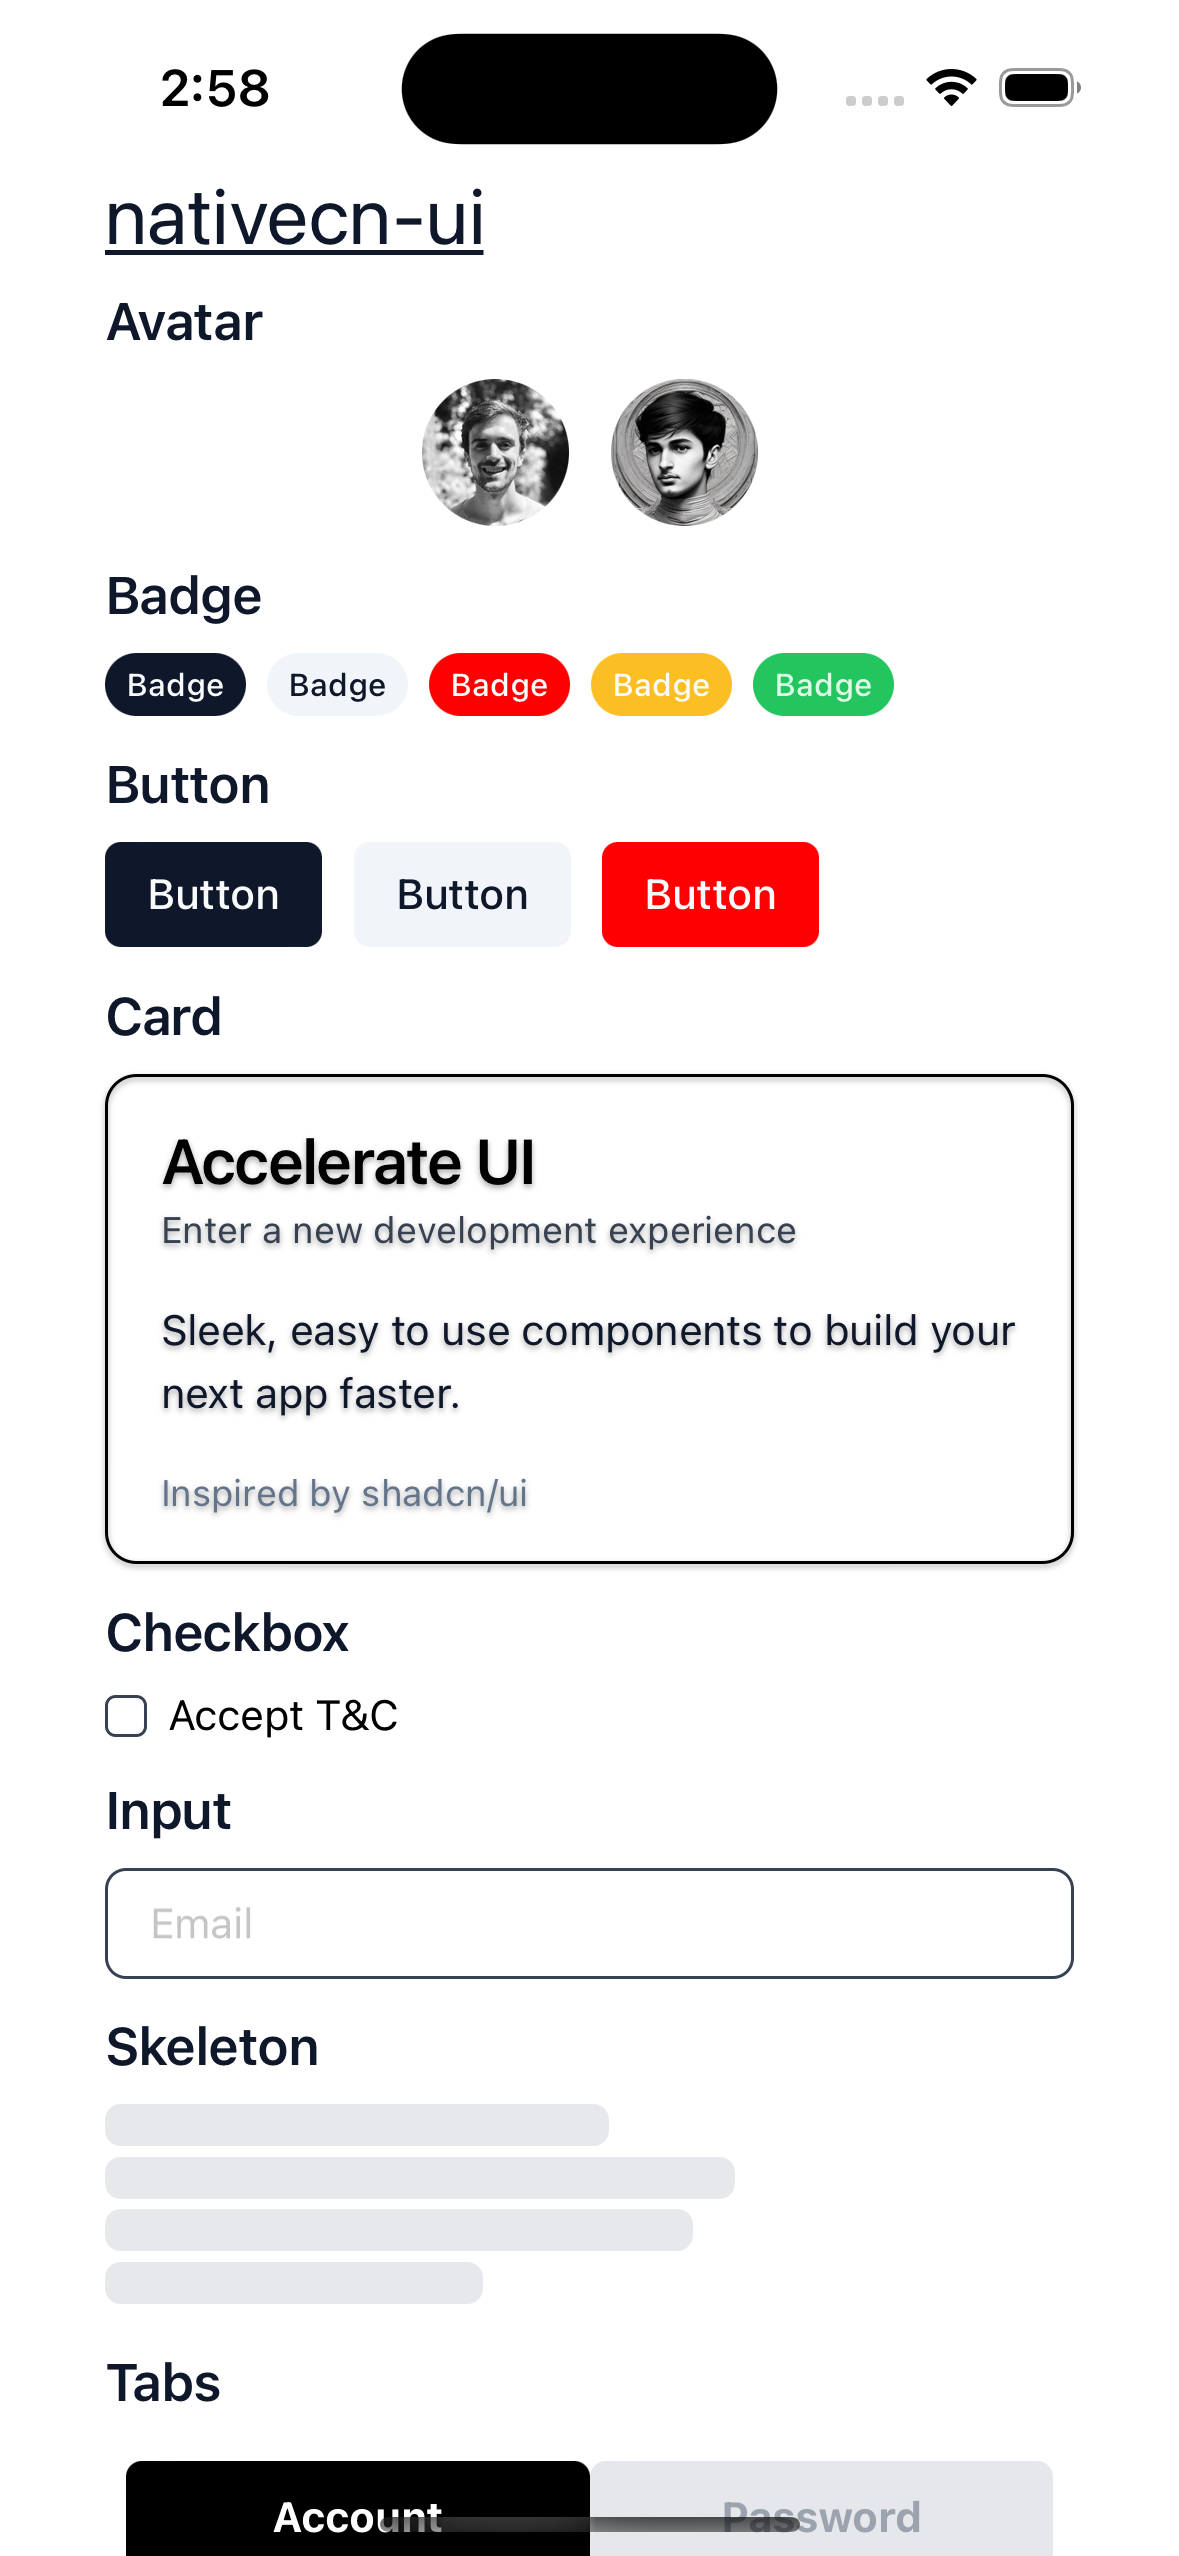 2:58
nativecn-ui
Avatar
Badge
Badge Badge Badge Badge Badge
Button
Button Button Button
Card
Accelerate UI
Enter a new development experience
Sleek, easy to use components to build your
next app faster.
Inspired by shadcn/ui
Checkbox
Accept T&C
Input
Email
Skeleton
Tabs
Account Password